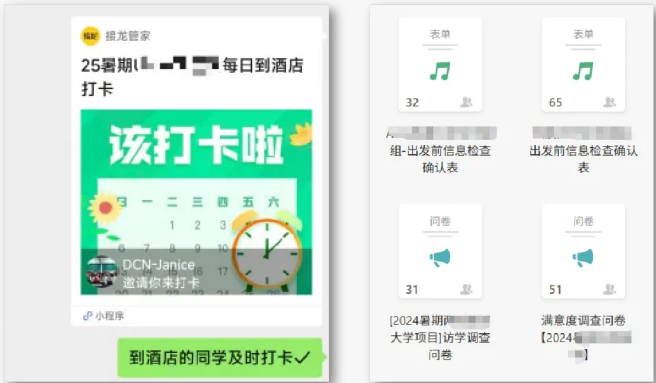 接龙管家
25暑期 每日到酒店
打卡
该打卡啦
日 一 二 三 四 五 六
1 2 3 4 5
6 7 8 9
13
DCN-Janice
邀请你来打卡
小程序
到酒店的同学及时打卡✓
表单
32
组-出发前信息检查
确认表
表单
65
出发前信息检查确认
表
问卷
31
[2024暑期
大学项目]访学调查
问卷
问卷
51
满意度调查问卷
【2024
】